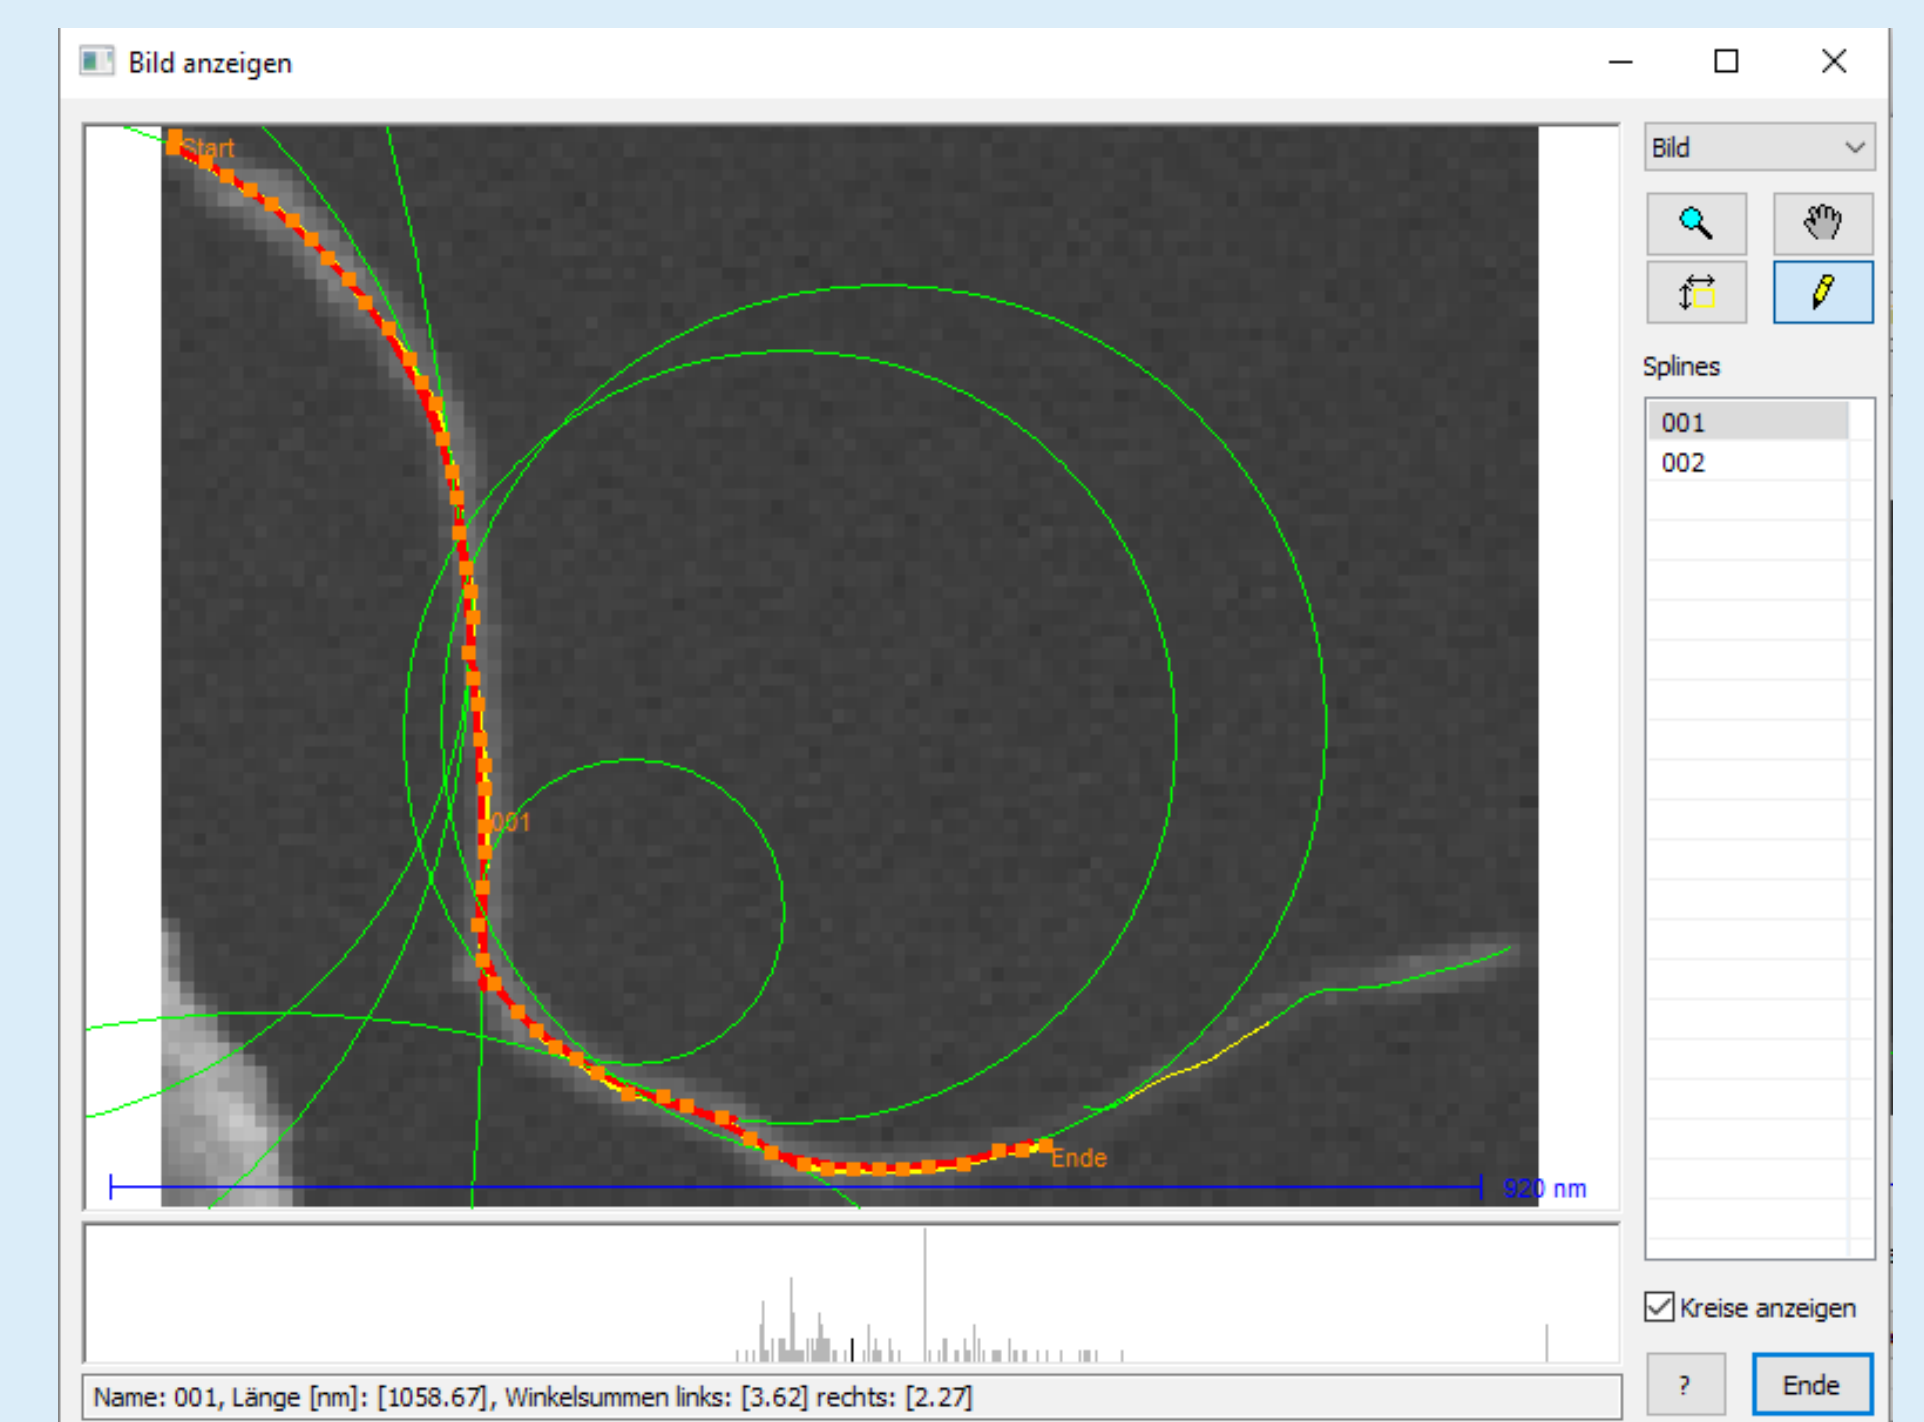 Bild anzeigen
Start
Bild
Splines
001
002
001
Ende
920 nm
Kreise anzeigen
?
Ende
Name: 001, Länge [nm]: [1058.67], Winkelsummen links: [3.62] rechts: [2.27]